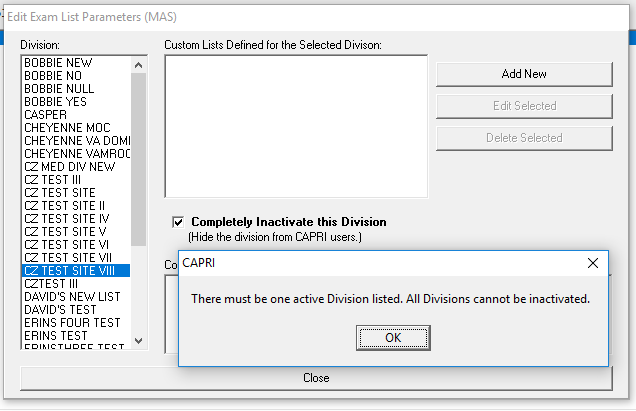 Edit Exam List Parameters (MAS)
Division:
BOBBIE NEW
BOBBIE NO
BOBBIE NULL
BOBBIE YES
CASPER
CHEYENNE MOC
CHEYENNE VA DOMI
CHEYENNE VAMROC
CZ MED DIV NEW
CZ TEST III
CZ TEST SITE
CZ TEST SITE II
CZ TEST SITE IV
CZ TEST SITE V
CZ TEST SITE VI
CZ TEST SITE VII
CZ TEST SITE VIII
CZTEST III
DAVID'S NEW LIST
DAVID'S TEST
ERINS FOUR TEST
ERINS TEST
ERINSTHREE TEST
Custom Lists Defined for the Selected Divison:
Add New
Edit Selected
Delete Selected
Completely Inactivate this Division
(Hide the division from CAPRI users.)
Co
CAPRI
There must be one active Division listed. All Divisions cannot be inactivated.
OK
Close